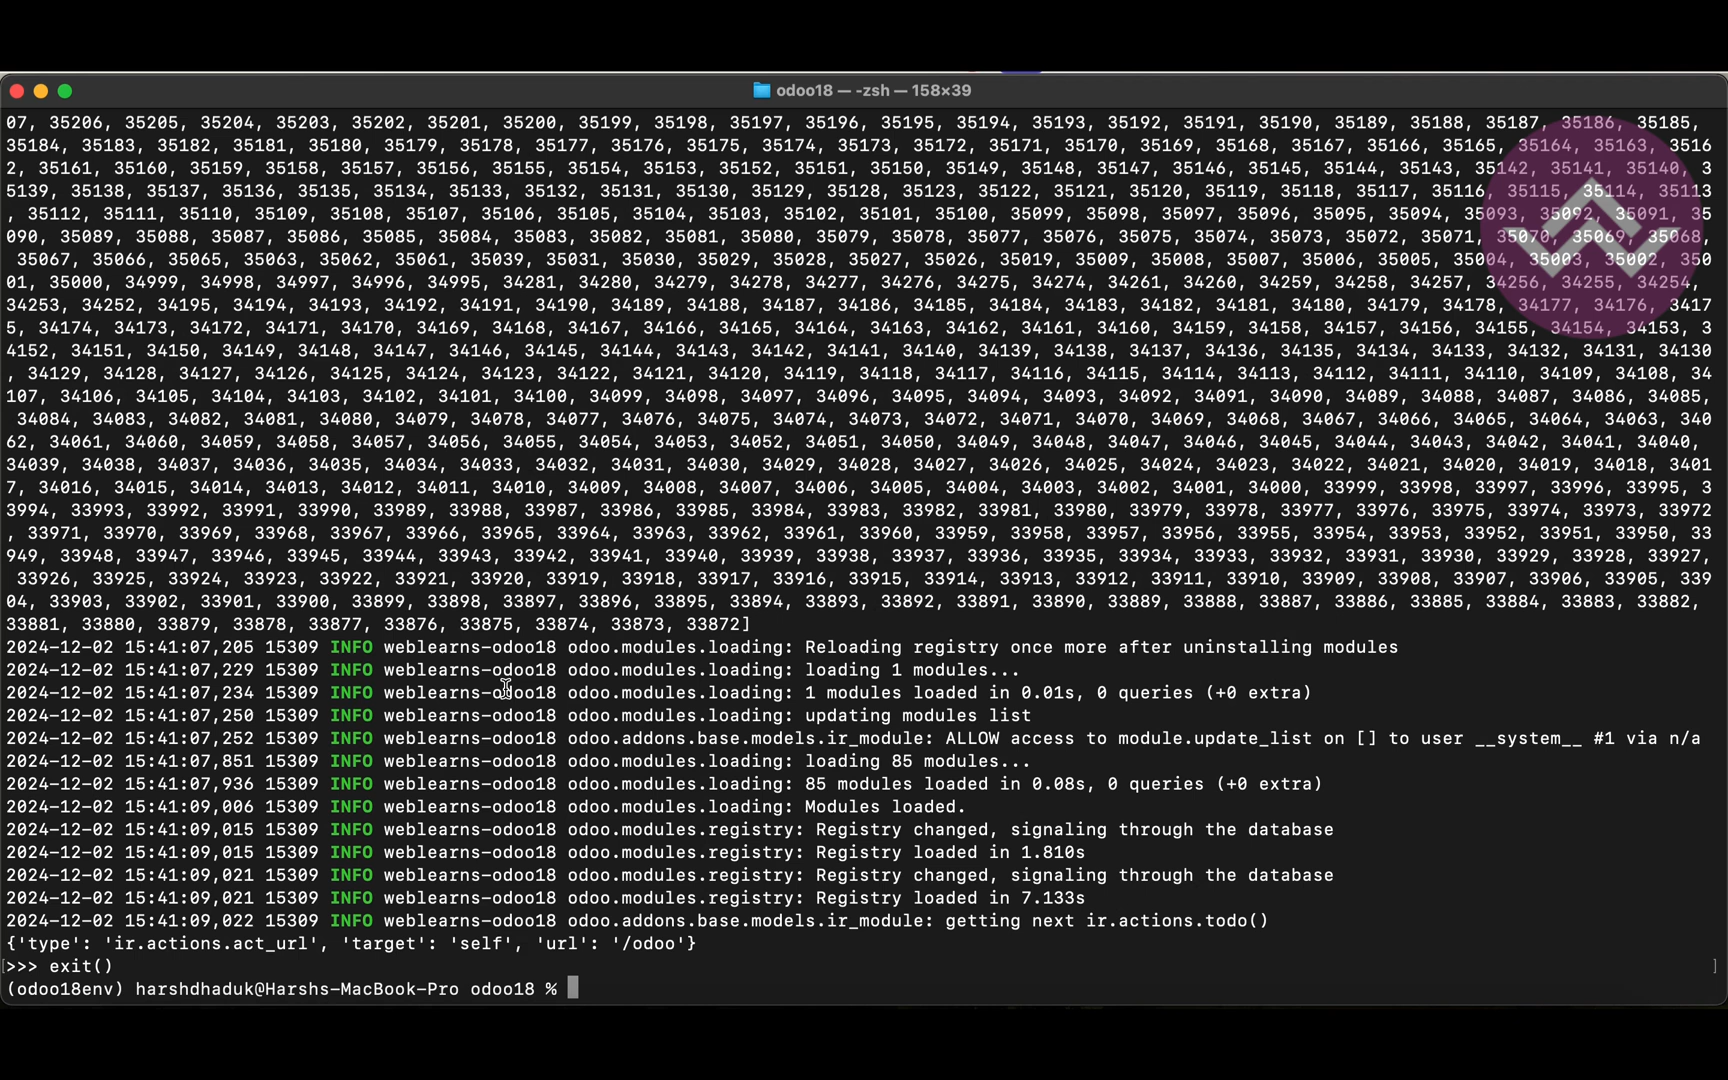 odoo18 — -zsh — 158×39
07, 35206, 35205, 35204, 35203, 35202, 35201, 35200, 35199, 35198, 35197, 35196, 35195, 35194, 35193, 35192, 35191, 35190, 35189, 35188, 35187, 35186, 35185,
35184, 35183, 35182, 35181, 35180, 35179, 35178, 35177, 35176, 35175, 35174, 35173, 35172, 35171, 35170, 35169, 35168, 35167, 35166, 35165, 35164, 35163, 3516
2, 35161, 35160, 35159, 35158, 35157, 35156, 35155, 35154, 35153, 35152, 35151, 35150, 35149, 35148, 35147, 35146, 35145, 35144, 35143, 35142, 35141, 35140, 3
5139, 35138, 35137, 35136, 35135, 35134, 35133, 35132, 35131, 35130, 35129, 35128, 35123, 35122, 35121, 35120, 35119, 35118, 35117, 35116, 35115, 35114, 35113
, 35112, 35111, 35110, 35109, 35108, 35107, 35106, 35105, 35104, 35103, 35102, 35101, 35100, 35099, 35098, 35097, 35096, 35095, 35094, 35093, 35092, 35091, 35
090, 35089, 35088, 35087, 35086, 35085, 35084, 35083, 35082, 35081, 35080, 35079, 35078, 35077, 35076, 35075, 35074, 35073, 35072, 35071, 35070, 35069, 35068,
35067, 35066, 35065, 35063, 35062, 35061, 35039, 35031, 35030, 35029, 35028, 35027, 35026, 35019, 35009, 35008, 35007, 35006, 35005, 35004, 35003, 35002, 350
01, 35000, 34999, 34998, 34997, 34996, 34995, 34281, 34280, 34279, 34278, 34277, 34276, 34275, 34274, 34261, 34260, 34259, 34258, 34257, 34256, 34255, 34254,
34253, 34252, 34195, 34194, 34193, 34192, 34191, 34190, 34189, 34188, 34187, 34186, 34185, 34184, 34183, 34182, 34181, 34180, 34179, 34178, 34177, 34176, 3417
5, 34174, 34173, 34172, 34171, 34170, 34169, 34168, 34167, 34166, 34165, 34164, 34163, 34162, 34161, 34160, 34159, 34158, 34157, 34156, 34155, 34154, 34153, 3
4152, 34151, 34150, 34149, 34148, 34147, 34146, 34145, 34144, 34143, 34142, 34141, 34140, 34139, 34138, 34137, 34136, 34135, 34134, 34133, 34132, 34131, 34130
, 34129, 34128, 34127, 34126, 34125, 34124, 34123, 34122, 34121, 34120, 34119, 34118, 34117, 34116, 34115, 34114, 34113, 34112, 34111, 34110, 34109, 34108, 34
107, 34106, 34105, 34104, 34103, 34102, 34101, 34100, 34099, 34098, 34097, 34096, 34095, 34094, 34093, 34092, 34091, 34090, 34089, 34088, 34087, 34086, 34085,
34084, 34083, 34082, 34081, 34080, 34079, 34078, 34077, 34076, 34075, 34074, 34073, 34072, 34071, 34070, 34069, 34068, 34067, 34066, 34065, 34064, 34063, 340
62, 34061, 34060, 34059, 34058, 34057, 34056, 34055, 34054, 34053, 34052, 34051, 34050, 34049, 34048, 34047, 34046, 34045, 34044, 34043, 34042, 34041, 34040,
34039, 34038, 34037, 34036, 34035, 34034, 34033, 34032, 34031, 34030, 34029, 34028, 34027, 34026, 34025, 34024, 34023, 34022, 34021, 34020, 34019, 34018, 3401
7, 34016, 34015, 34014, 34013, 34012, 34011, 34010, 34009, 34008, 34007, 34006, 34005, 34004, 34003, 34002, 34001, 34000, 33999, 33998, 33997, 33996, 33995, 3
3994, 33993, 33992, 33991, 33990, 33989, 33988, 33987, 33986, 33985, 33984, 33983, 33982, 33981, 33980, 33979, 33978, 33977, 33976, 33975, 33974, 33973, 33972
, 33971, 33970, 33969, 33968, 33967, 33966, 33965, 33964, 33963, 33962, 33961, 33960, 33959, 33958, 33957, 33956, 33955, 33954, 33953, 33952, 33951, 33950, 33
949, 33948, 33947, 33946, 33945, 33944, 33943, 33942, 33941, 33940, 33939, 33938, 33937, 33936, 33935, 33934, 33933, 33932, 33931, 33930, 33929, 33928, 33927,
33926, 33925, 33924, 33923, 33922, 33921, 33920, 33919, 33918, 33917, 33916, 33915, 33914, 33913, 33912, 33911, 33910, 33909, 33908, 33907, 33906, 33905, 339
04, 33903, 33902, 33901, 33900, 33899, 33898, 33897, 33896, 33895, 33894, 33893, 33892, 33891, 33890, 33889, 33888, 33887, 33886, 33885, 33884, 33883, 33882,
33881, 33880, 33879, 33878, 33877, 33876, 33875, 33874, 33873, 33872]
2024-12-02 15:41:07,205 15309 INFO weblearns-odoo18 odoo.modules.loading: Reloading registry once more after uninstalling modules
2024-12-02 15:41:07,229 15309 INFO weblearns-odoo18 odoo.modules.loading: loading 1 modules...
2024-12-02 15:41:07,234 15309 INFO weblearns-odoo18 odoo.modules.loading: 1 modules loaded in 0.01s, 0 queries (+0 extra)
2024-12-02 15:41:07,250 15309 INFO weblearns-odoo18 odoo.modules.loading: updating modules list
2024-12-02 15:41:07,252 15309 INFO weblearns-odoo18 odoo.addons.base.models.ir_module: ALLOW access to module.update_list on [] to user __system__ #1 via n/a
2024-12-02 15:41:07,851 15309 INFO weblearns-odoo18 odoo.modules.loading: loading 85 modules...
2024-12-02 15:41:07,936 15309 INFO weblearns-odoo18 odoo.modules.loading: 85 modules loaded in 0.08s, 0 queries (+0 extra)
2024-12-02 15:41:09,006 15309 INFO weblearns-odoo18 odoo.modules.loading: Modules loaded.
2024-12-02 15:41:09,015 15309 INFO weblearns-odoo18 odoo.modules.registry: Registry changed, signaling through the database
2024-12-02 15:41:09,015 15309 INFO weblearns-odoo18 odoo.modules.registry: Registry loaded in 1.810s
2024-12-02 15:41:09,021 15309 INFO weblearns-odoo18 odoo.modules.registry: Registry changed, signaling through the database
2024-12-02 15:41:09,021 15309 INFO weblearns-odoo18 odoo.modules.registry: Registry loaded in 7.133s
2024-12-02 15:41:09,022 15309 INFO weblearns-odoo18 odoo.addons.base.models.ir_module: getting next ir.actions.todo()
{'type': 'ir.actions.act_url', 'target': 'self', 'url': '/odoo'}
[>>> exit() ]
(odoo18env) harshdhaduk@Harshs-MacBook-Pro odoo18 %